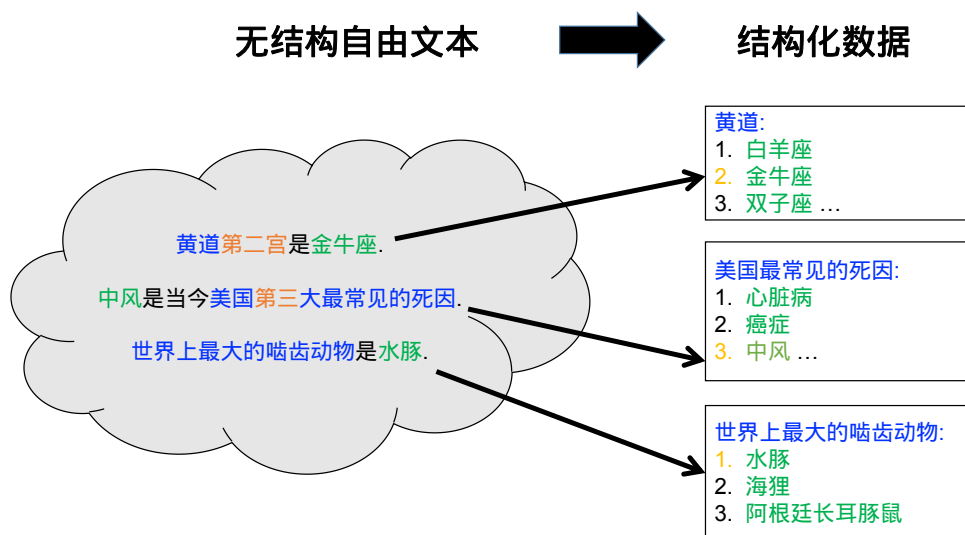 无结构自由文本
结构化数据
黄道第二宫是金牛座.
中风是当今美国第三大最常见的死因.
世界上最大的啮齿动物是水豚.
黄道:
1. 白羊座
2. 金牛座
3. 双子座 ...
美国最常见的死因:
1. 心脏病
2. 癌症
3. 中风 ...
世界上最大的啮齿动物:
1. 水豚
2. 海狸
3. 阿根廷长耳豚鼠